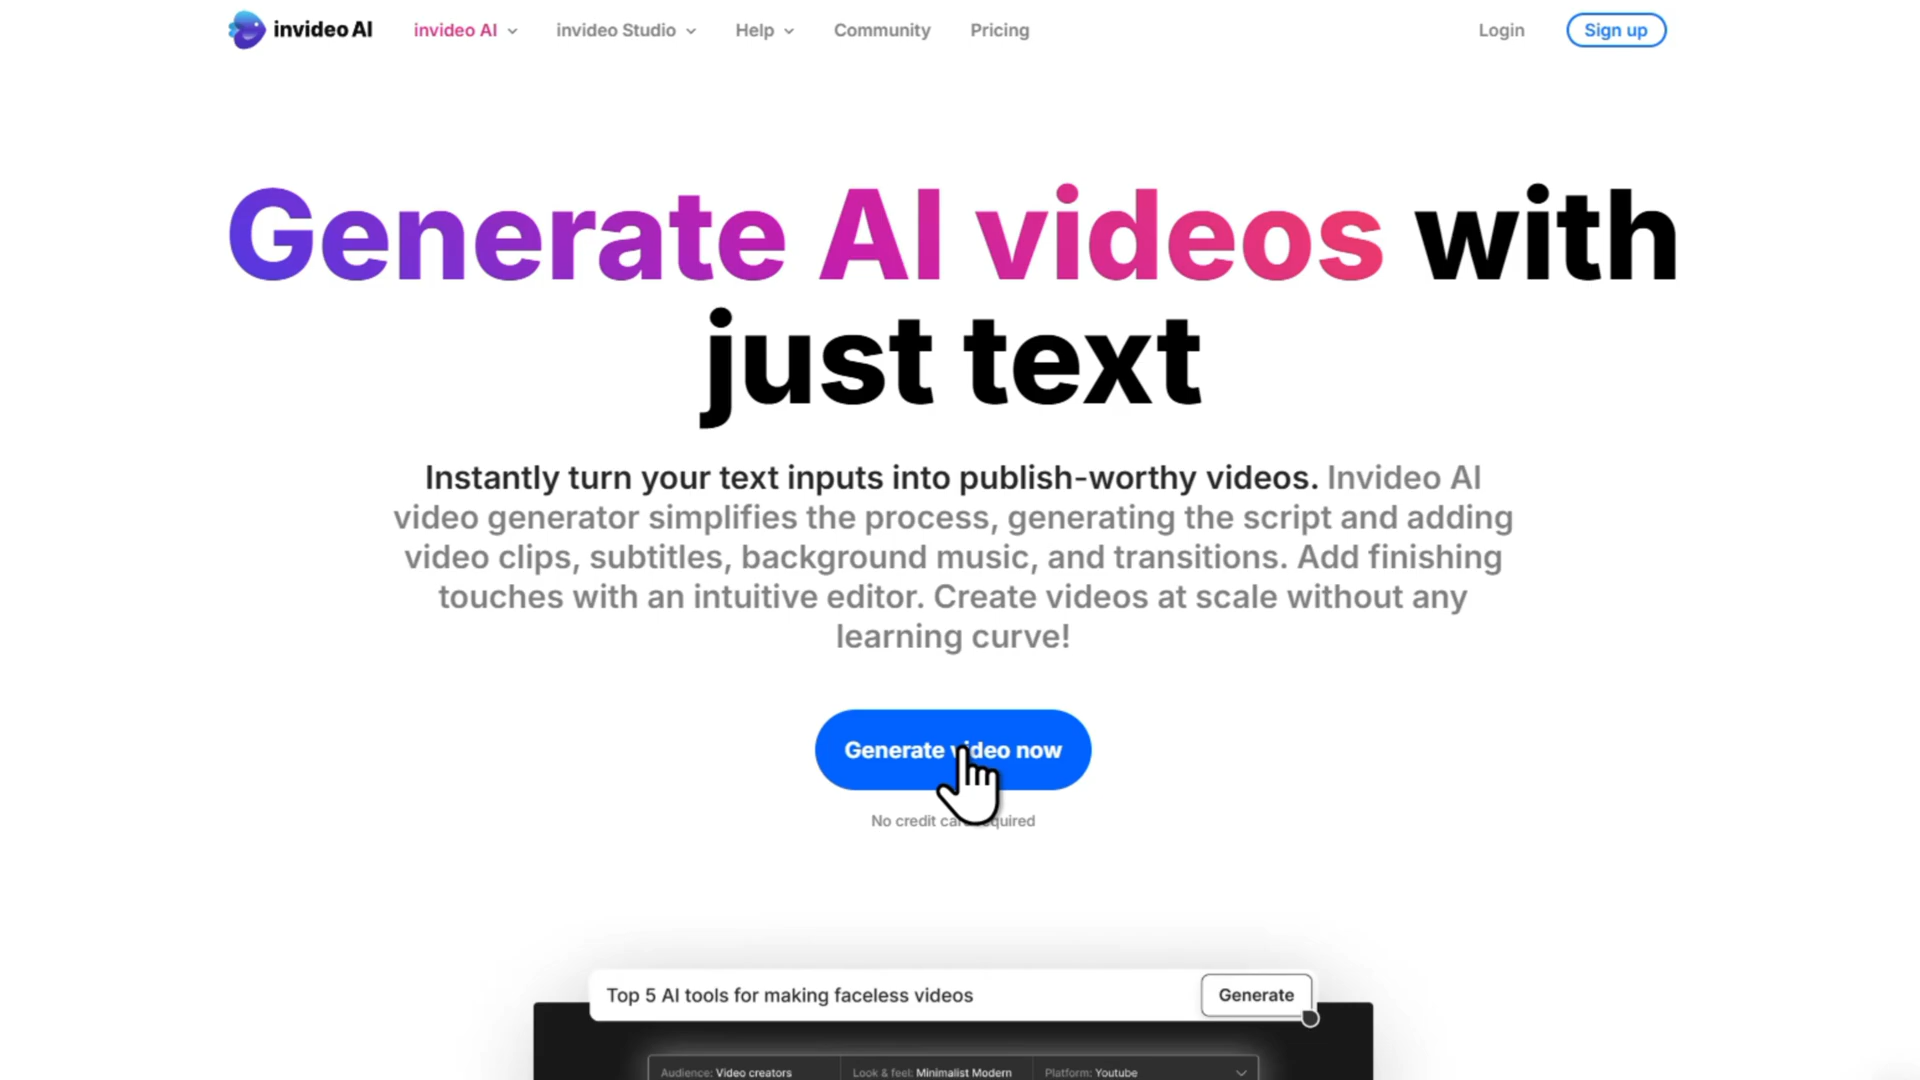 invideo AI
invideo AI
invideo Studio
Help
Community
Pricing
Login
Sign up
Generate AI videos with
just text
Instantly turn your text inputs into publish-worthy videos. Invideo AI
video generator simplifies the process, generating the script and adding
video clips, subtitles, background music, and transitions. Add finishing
touches with an intuitive editor. Create videos at scale without any
learning curve!
Generate video now
No credit card required
Top 5 AI tools for making faceless videos
Generate
Audience: Video creators
Look & feel: Minimalist Modern
Platform: Youtube